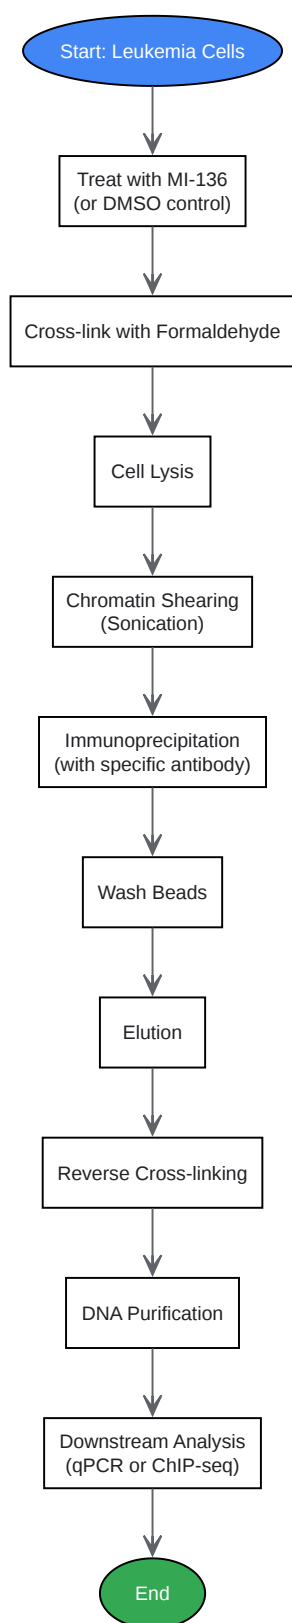 Start: Leukemia Cells
Treat with MI-136
(or DMSO control)
Cross-link with Formaldehyde
Cell Lysis
Chromatin Shearing
(Sonication)
Immunoprecipitation
(with specific antibody)
Wash Beads
Elution
Reverse Cross-linking
DNA Purification
Downstream Analysis
(qPCR or ChIP-seq)
End